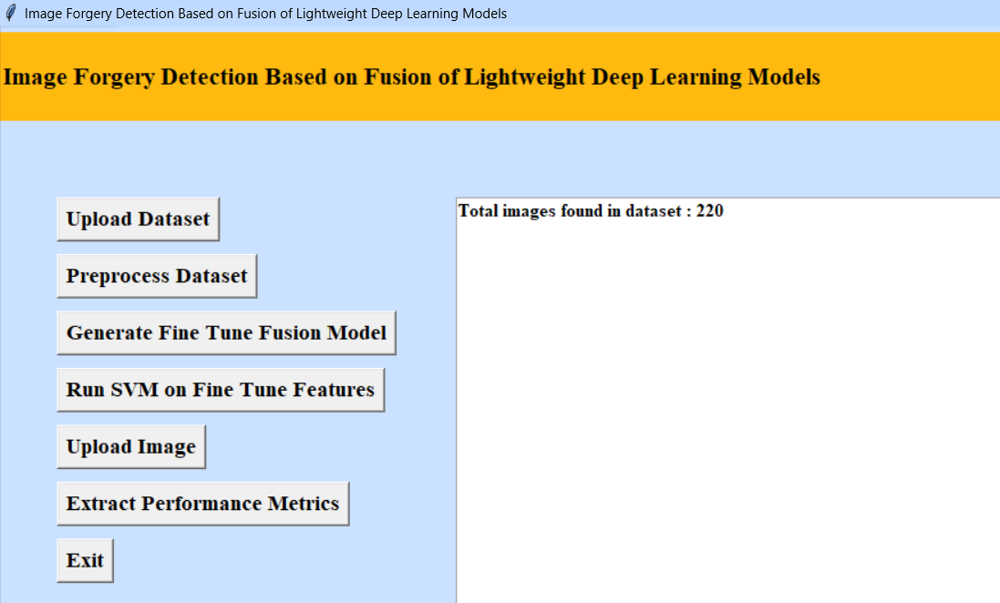 Image Forgery Detection Based on Fusion of Lightweight Deep Learning Models
Image Forgery Detection Based on Fusion of Lightweight Deep Learning Models
Upload Dataset
Preprocess Dataset
Generate Fine Tune Fusion Model
Run SVM on Fine Tune Features
Upload Image
Extract Performance Metrics
Exit
Total images found in dataset : 220